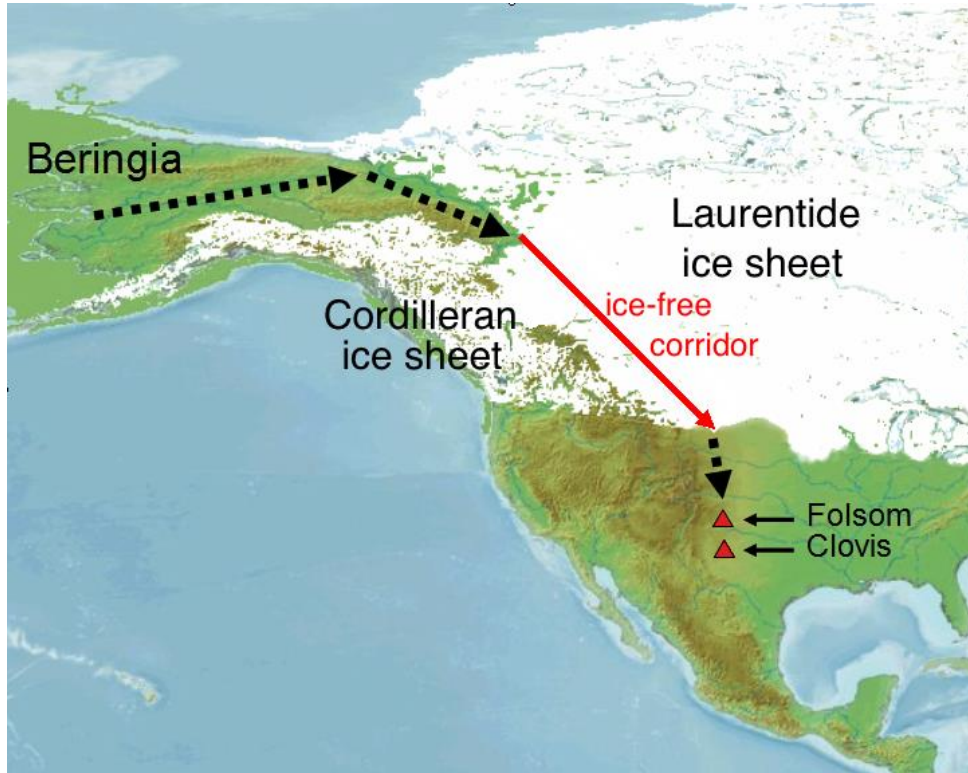 Beringia
Laurentide
ice sheet
ice-free
corridor
Cordilleran
ice sheet
Folsom
Clovis